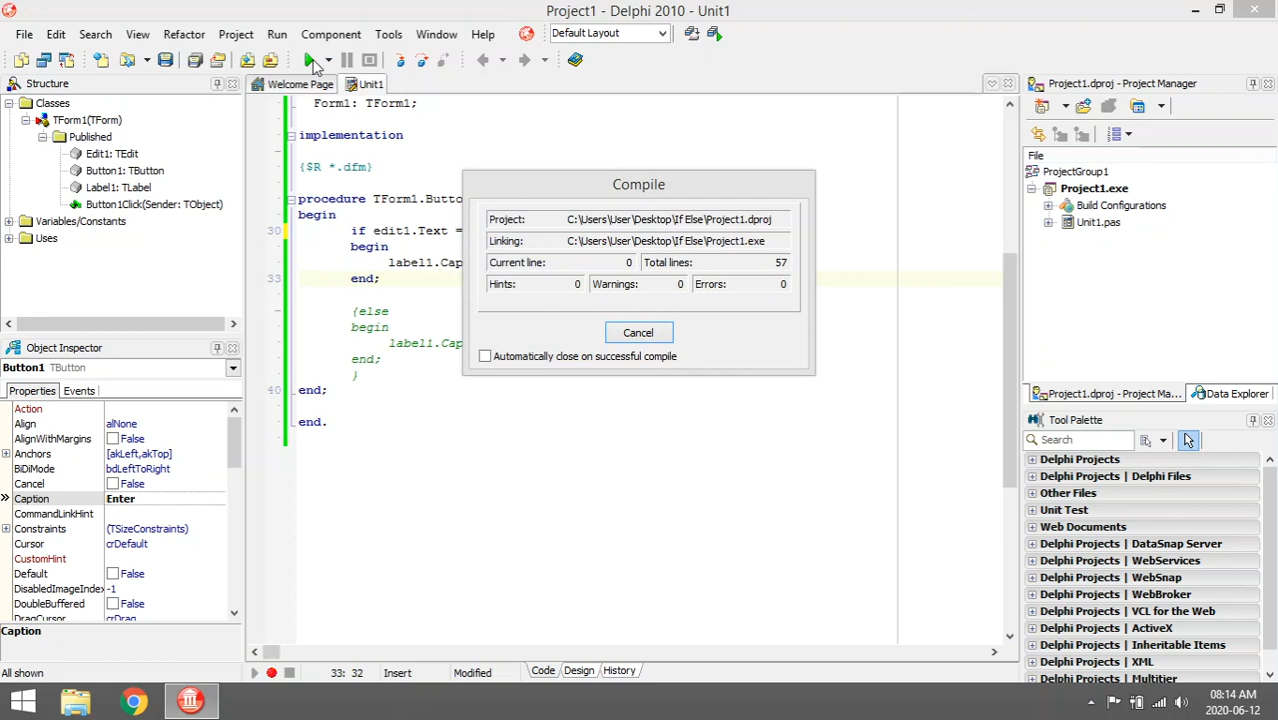 Project1 - Delphi 2010 - Unit1
File Edit Search View Refactor Project Run Component Tools Window Help
Default Layout
Structure
Classes
TForm1(TForm)
Published
Edit1: TEdit
Button1: TButton
Label1: TLabel
Button1Click(Sender: TObject)
Variables/Constants
Uses
Object Inspector
Button1 TButton
Properties Events
Action
Align alNone
AlignWithMargins False
Anchors [akLeft,akTop]
BiDiMode bdLeftToRight
Cancel False
Caption Enter
CommandLinkHint
Constraints (TSizeConstraints)
Cursor crDefault
CustomHint
Default False
DisabledImageIndex -1
DoubleBuffered False
DragCursor crDrag
Caption
All shown
Welcome Page Unit1
Form1: TForm1;
implementation
{$R *.dfm}
procedure TForm1.Butto
begin
30 if edit1.Text =
begin
label1.Cap
33 end;
{else
begin
label1.Cap
end;
}
40 end;
end.
33: 32 Insert Modified Code Design History
Compile
Project: C:\Users\User\Desktop\If Else\Project1.dproj
Linking: C:\Users\User\Desktop\If Else\Project1.exe
Current line: 0 Total lines: 57
Hints: 0 Warnings: 0 Errors: 0
Cancel
Automatically close on successful compile
Project1.dproj - Project Manager
File
ProjectGroup1
Project1.exe
Build Configurations
Unit1.pas
Project1.dproj - Project Ma... Data Explorer
Tool Palette
Search
Delphi Projects
Delphi Projects | Delphi Files
Other Files
Unit Test
Web Documents
Delphi Projects | DataSnap Server
Delphi Projects | WebServices
Delphi Projects | WebSnap
Delphi Projects | WebBroker
Delphi Projects | VCL for the Web
Delphi Projects | ActiveX
Delphi Projects | Inheritable Items
Delphi Projects | XML
Delphi Projects | Multitier
08:14 AM
2020-06-12